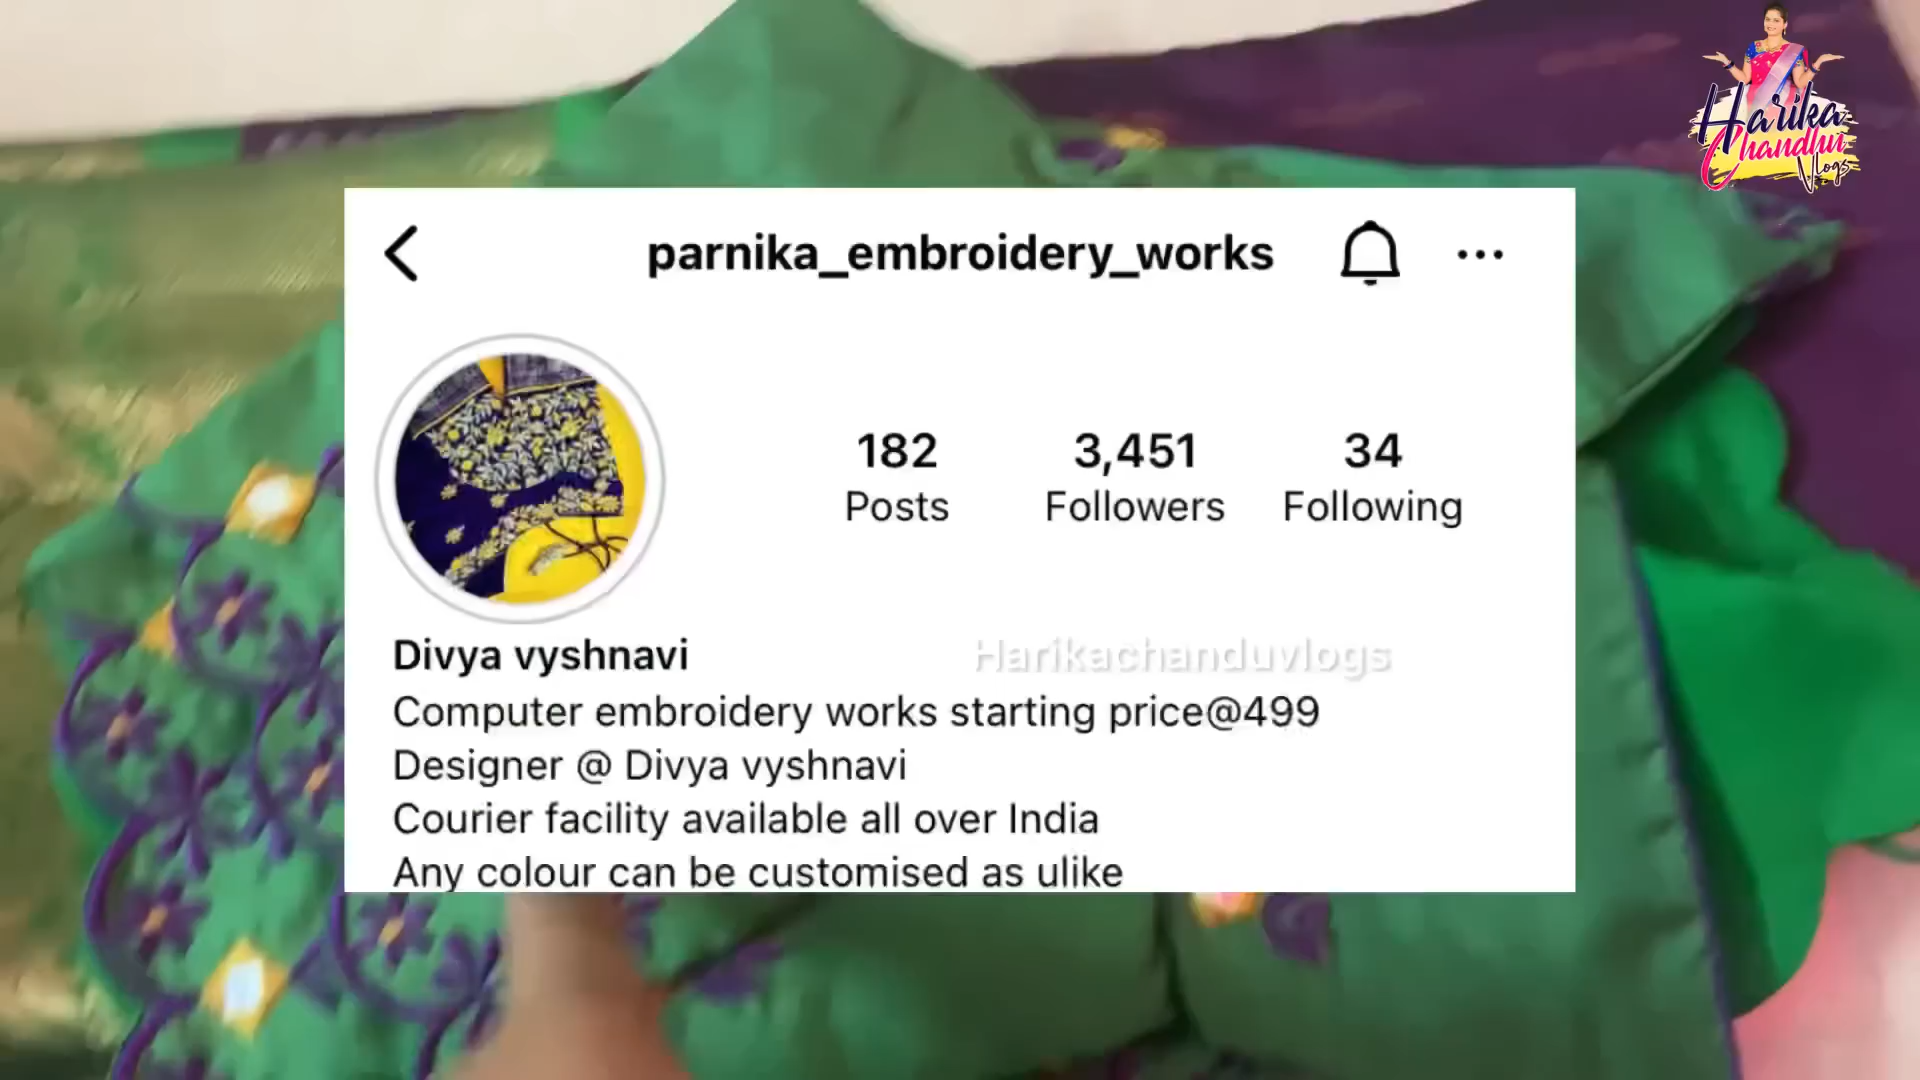 Harika
Chandhu
Vlogs
parnika_embroidery_works
182
Posts
3,451
Followers
34
Following
Divya vyshnavi
Harikachanduvlogs
Computer embroidery works starting price@499
Designer @ Divya vyshnavi
Courier facility available all over India
Any colour can be customised as ulike